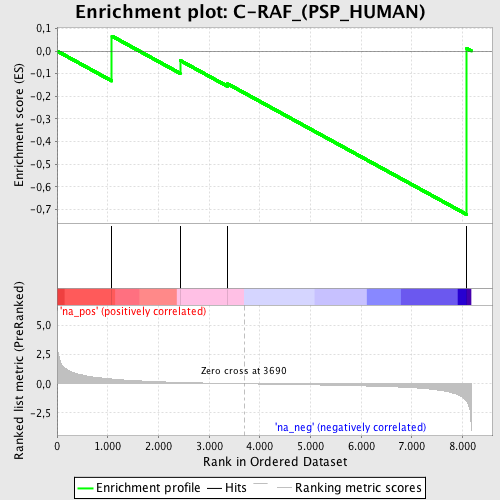 Enrichment plot: C-RAF_(PSP_HUMAN)
Enrichment score (ES)
0,1
0,0
-0,1
-0,2
-0,3
-0,4
-0,5
-0,6
-0,7
'na_pos' (positively correlated)
Ranked list metric (PreRanked)
5,0
2,5
0,0
-2,5
Zero cross at 3690
'na_neg' (negatively correlated)
0 1.000 2.000 3.000 4.000 5.000 6.000 7.000 8.000
Rank in Ordered Dataset
Enrichment profile Hits Ranking metric scores